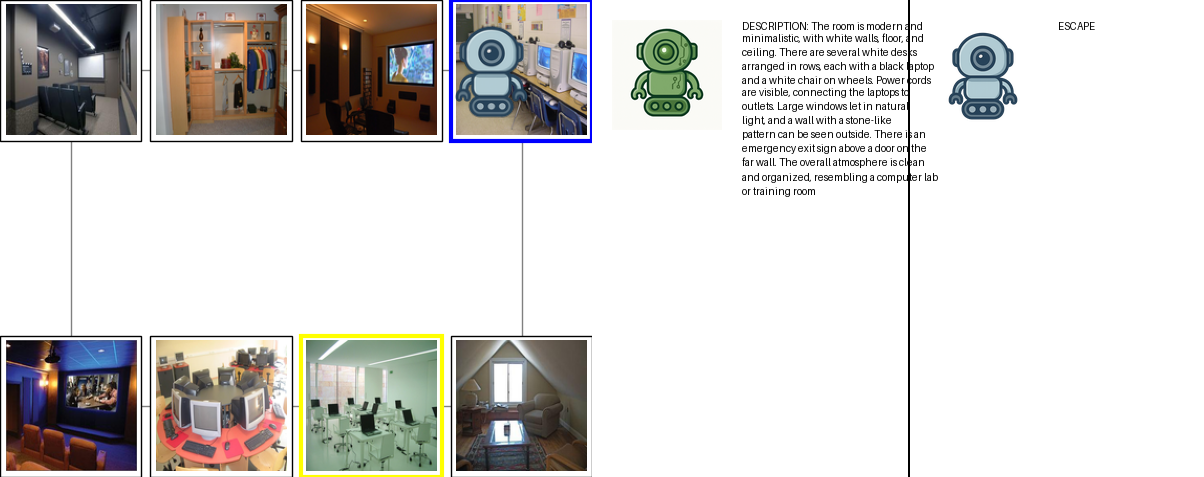 DESCRIPTION: The room is modern and
minimalistic, with white walls, floor, and
ceiling. There are several white desks
arranged in rows, each with a black laptop
and a white chair on wheels. Power cords
are visible, connecting the laptops to
outlets. Large windows let in natural
light, and a wall with a stone-like
pattern can be seen outside. There is an
emergency exit sign above a door on the
far wall. The overall atmosphere is clean
and organized, resembling a computer lab
or training room
ESCAPE